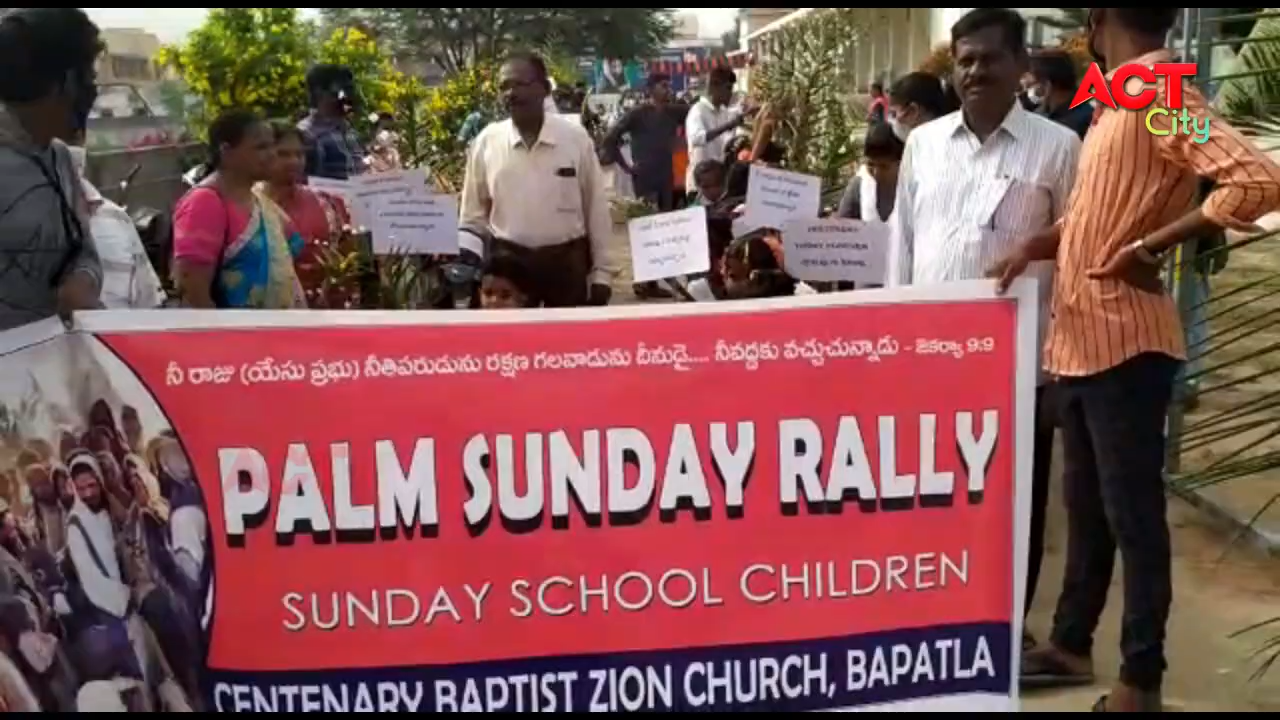 ACT
City
నీ రాజు (యేసు ప్రభు) నీతిపరుడును రక్షణ గలవాడును దీనుడై.... నీవద్దకు వచ్చుచున్నాడు - జెకర్యా 9:9
PALM SUNDAY RALLY
SUNDAY SCHOOL CHILDREN
CENTENARY BAPTIST ZION CHURCH, BAPATLA